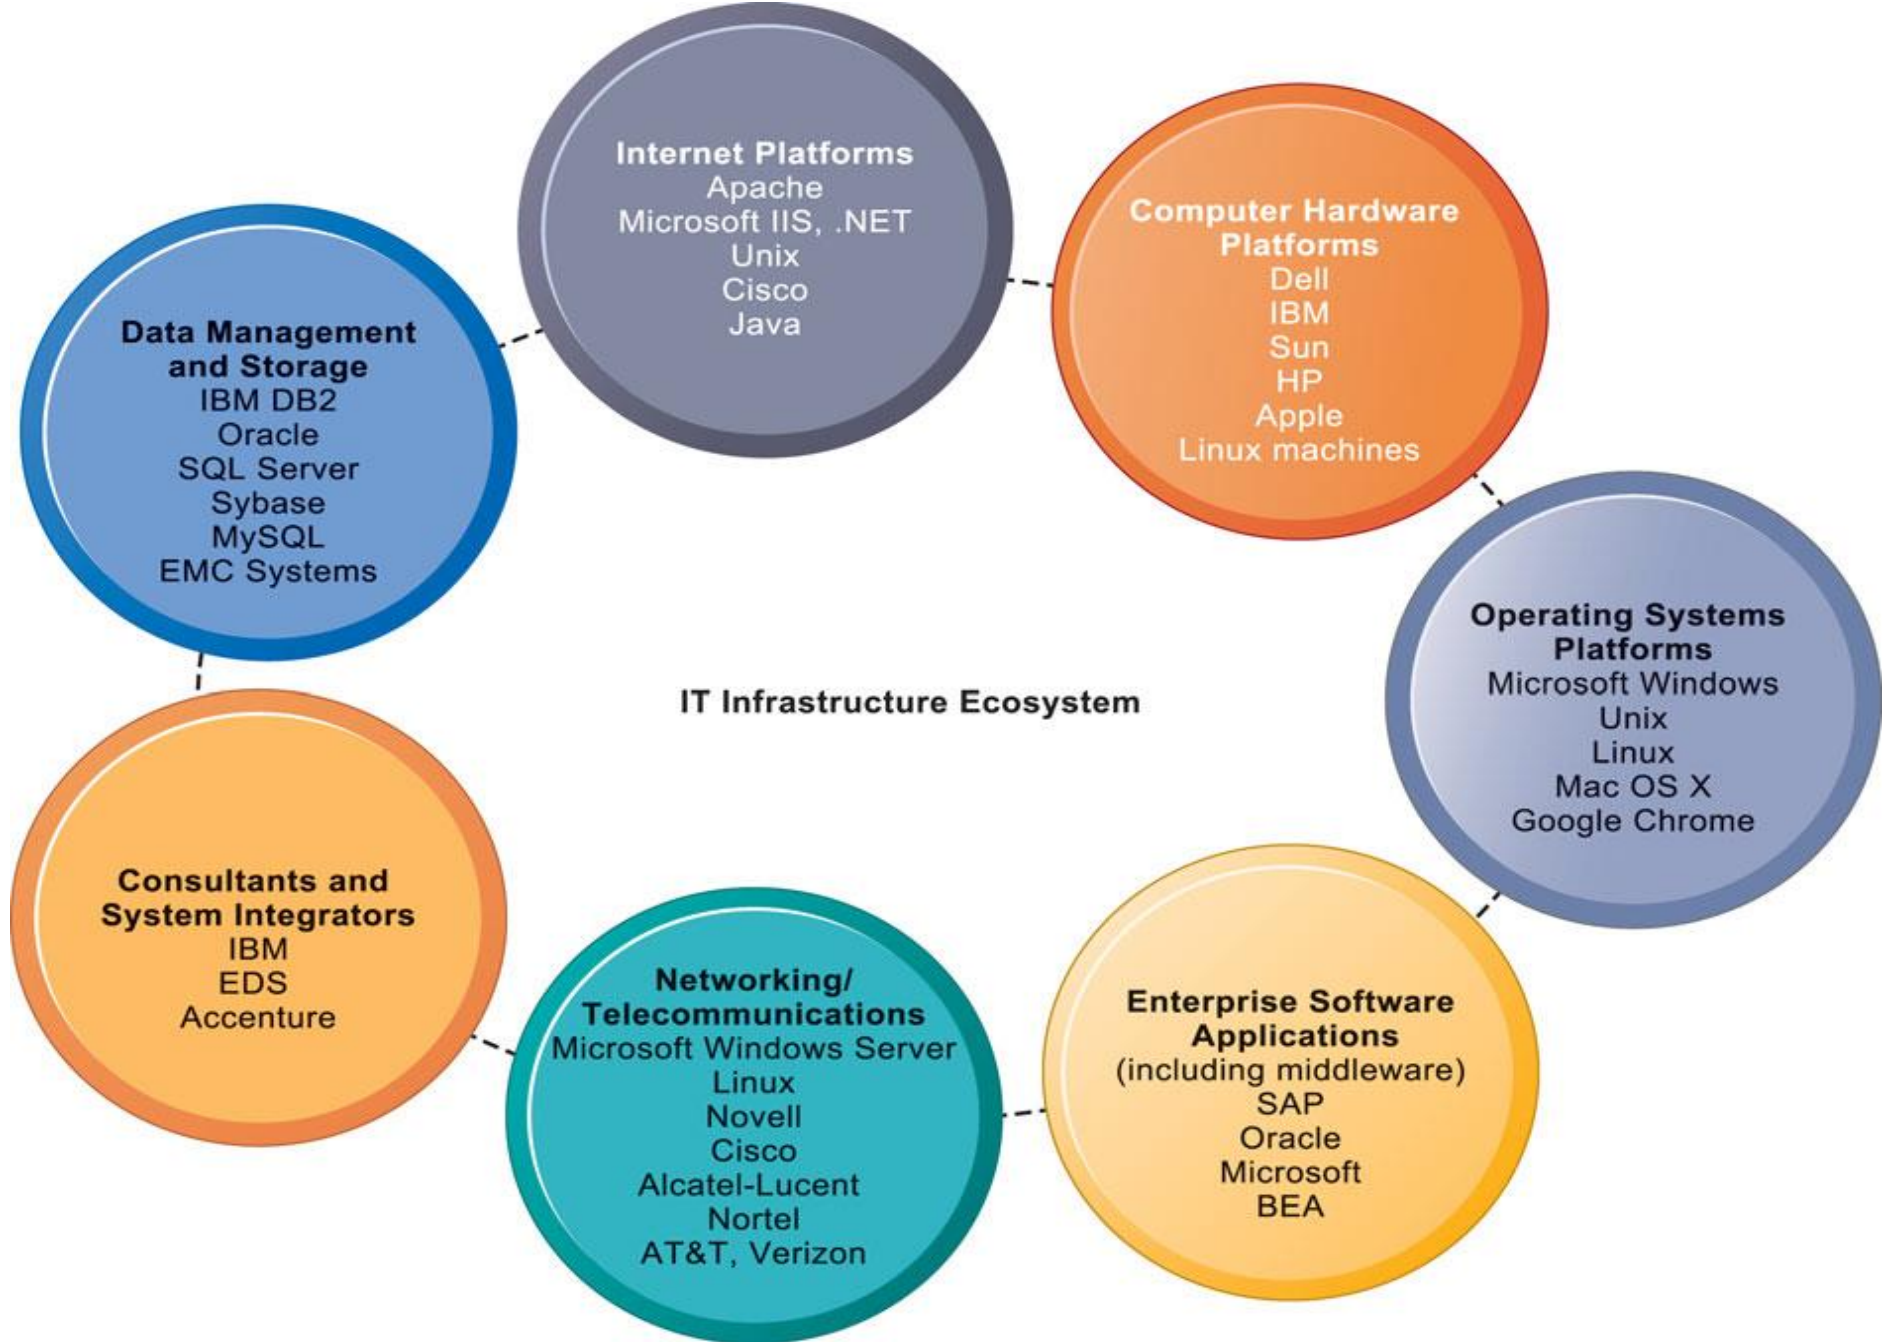 Internet Platforms
Apache
Microsoft IIS, .NET
Unix
Cisco
Java
Computer Hardware
Platforms
Dell
IBM
Sun
HP
Apple
Linux machines
Data Management
and Storage
IBM DB2
Oracle
SQL Server
Sybase
MySQL
EMC Systems
Operating Systems
Platforms
Microsoft Windows
Unix
Linux
Mac OS X
Google Chrome
IT Infrastructure Ecosystem
Consultants and
System Integrators
IBM
EDS
Accenture
Networking/
Telecommunications
Microsoft Windows Server
Linux
Novell
Cisco
Alcatel-Lucent
Nortel
AT&T, Verizon
Enterprise Software
Applications
(including middleware)
SAP
Oracle
Microsoft
BEA